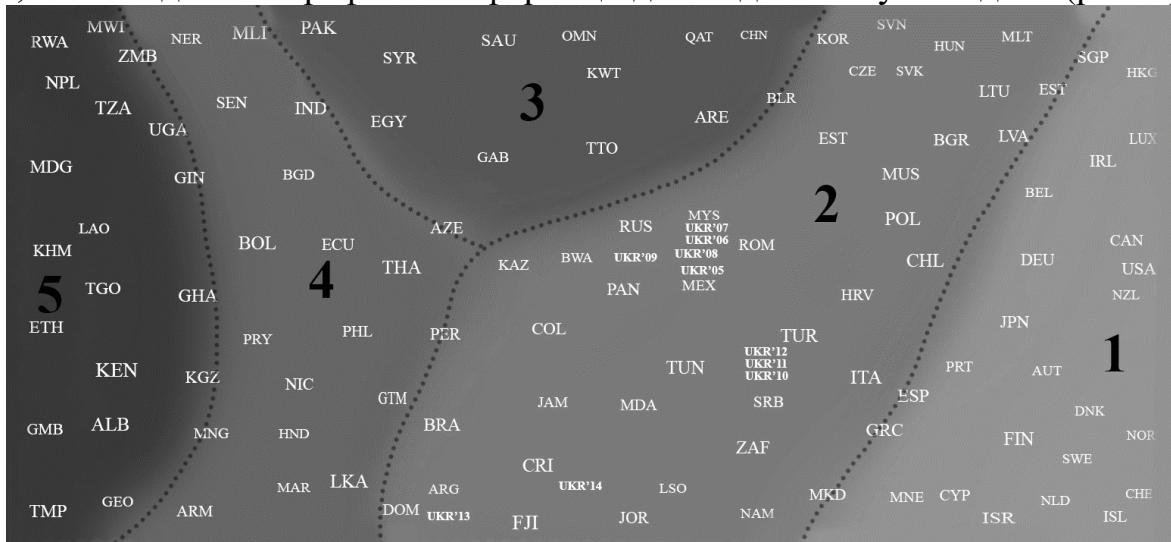 RWA MWI ZMB NER MLI PAK
SYR SAU OMN KWT QAT CHN
KOR SVN HUN MLT SGP HKG
NPL TZA UGA SEN IND EGY
3
ARE BLR CZE SVK LTU EST
GAB TTO EST BGR LVA LUX
MDG GIN BGD MUS IRL BEL
LAO KHM BOL ECU AZE
RUS MYS
UKR'07
UKR'06
UKR'09 UKR'08
UKR'05
ROM
2
POL CAN
THA KAZ BWA PAN MEX CHL DEU USA NZL
5
TGO GHA 4
HRV
ETH PRY PHL PER COL TUR JPN
1
KEN KGZ NIC GTM TUN
UKR'12
UKR'11
UKR'10
ITA PRT AUT
JAM MDA SRB ESP DNK
GMB ALB MNG HND BRA ZAF GRC FIN NOR
SWE
MAR LKA CRI
ARG UKR'14 LSO MKD MNE CYP NLD CHE
TMP GEO ARM DOM UKR'13 FJI JOR NAM ISR ISL